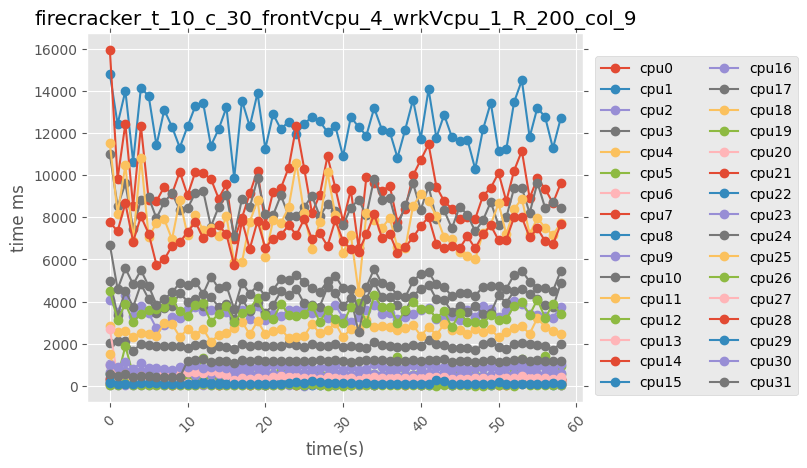 firecracker_t_10_c_30_frontVcpu_4_wrkVcpu_1_R_200_col_9
16000
14000
12000
10000
8000
6000
4000
2000
0
time ms
0
10
20
30
40
50
60
time(s)
cpu0
cpu1
cpu2
cpu3
cpu4
cpu5
cpu6
cpu7
cpu8
cpu9
cpu10
cpu11
cpu12
cpu13
cpu14
cpu15
cpu16
cpu17
cpu18
cpu19
cpu20
cpu21
cpu22
cpu23
cpu24
cpu25
cpu26
cpu27
cpu28
cpu29
cpu30
cpu31